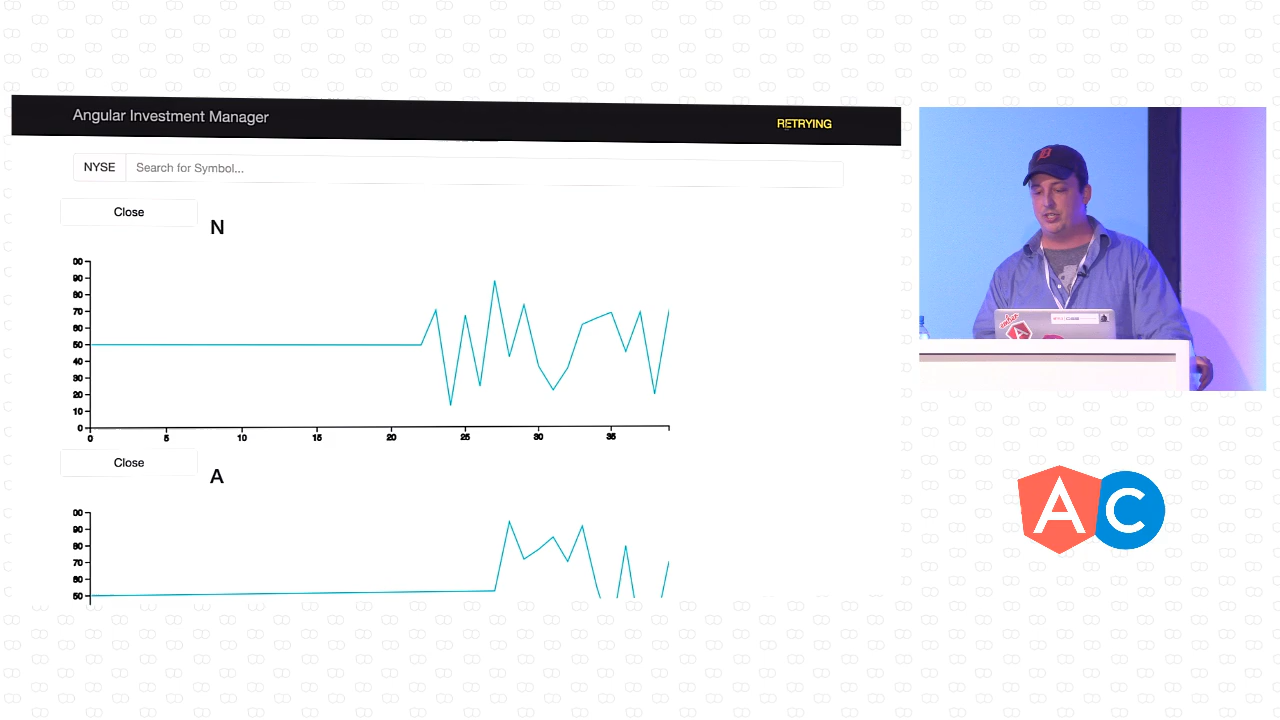 Angular Investment Manager
RETRYING
NYSE
Search for Symbol...
Close
N
00
90
80
70
60
50
40
30
20
10
0
0 5 10 15 20 25 30 35
Close
A
00
90
80
70
60
50
AC